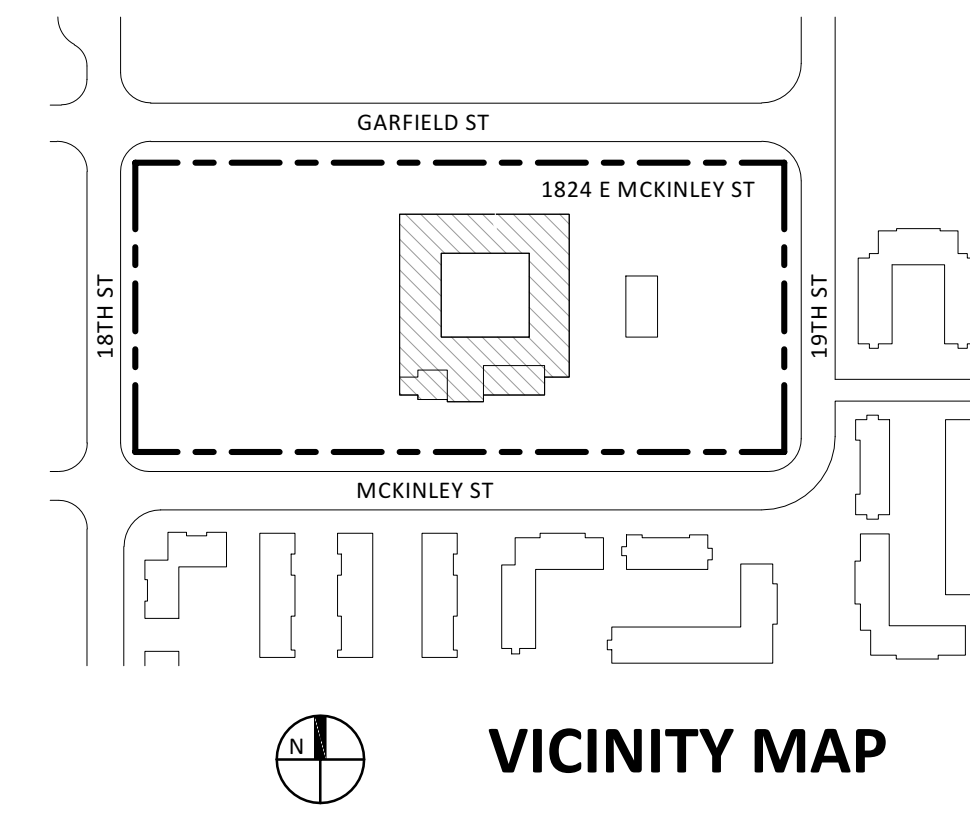 GARFIELD ST
1824 E MCKINLEY ST
18TH ST
19TH ST
MCKINLEY ST
N
VICINITY MAP